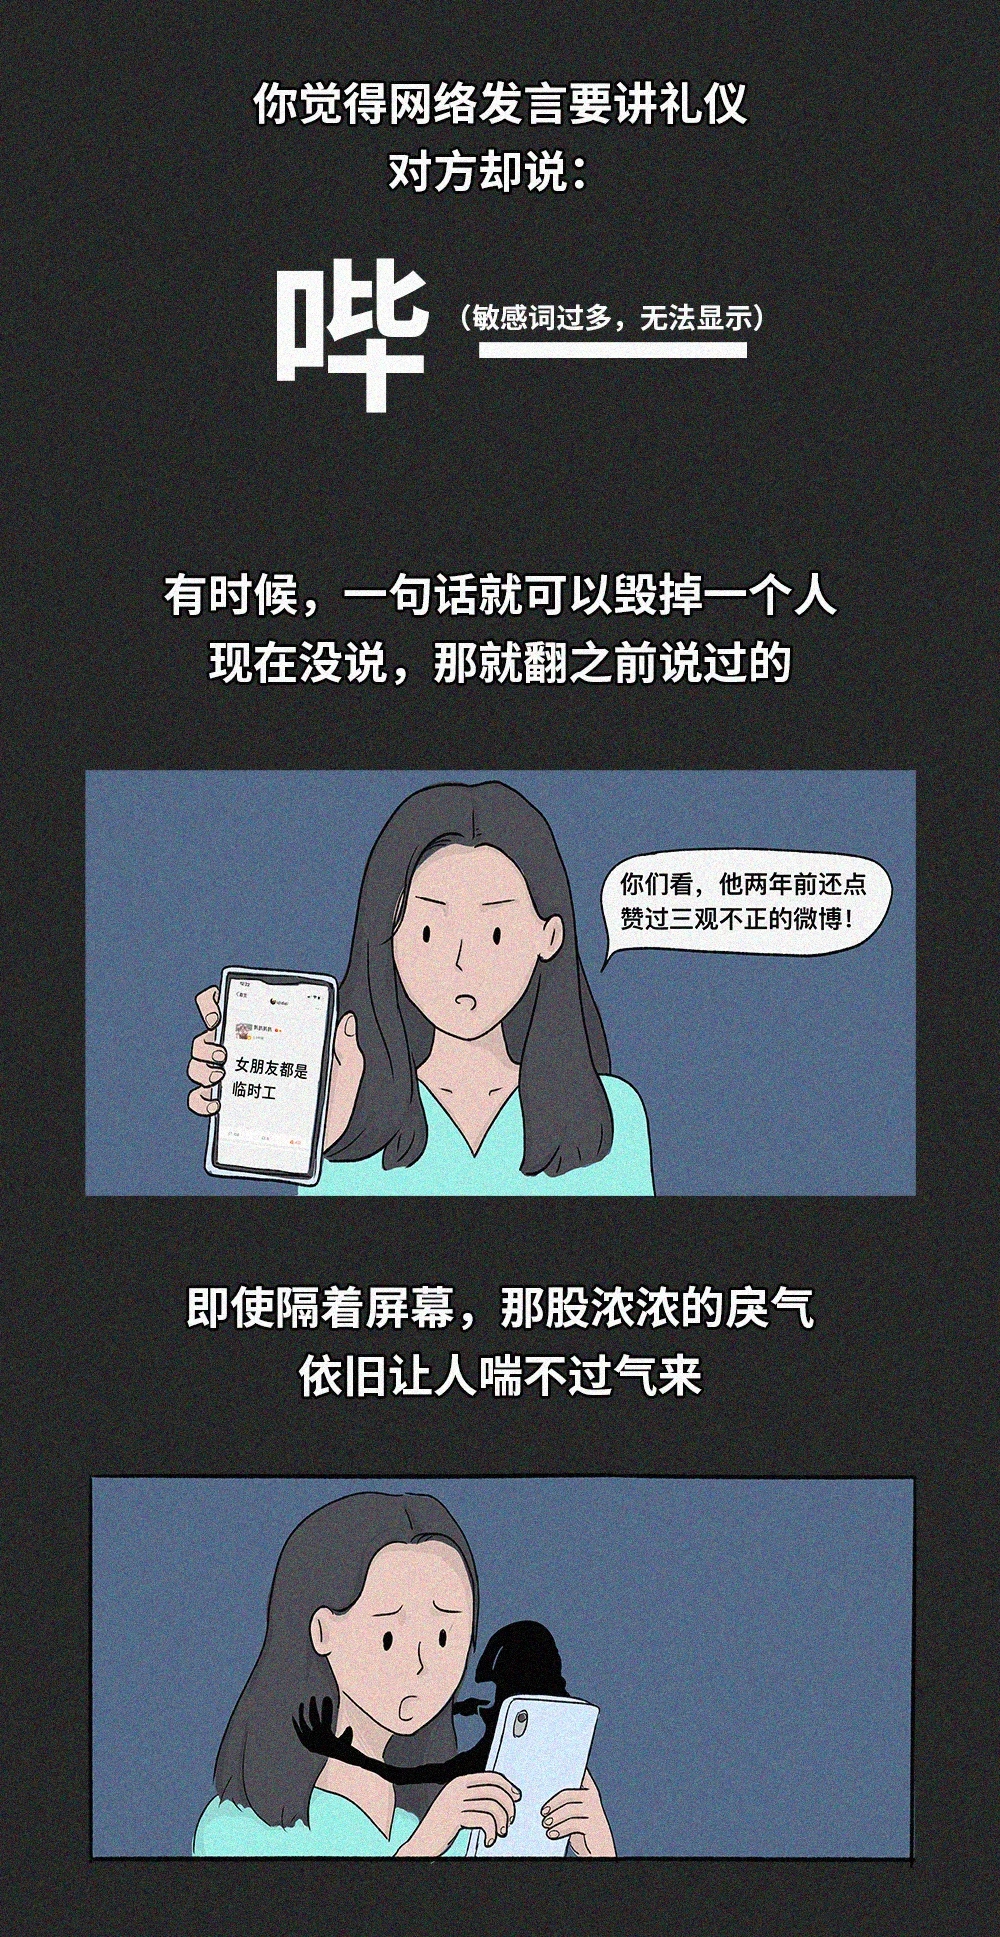 你觉得网络发言要讲礼仪
对方却说：
哔（敏感词过多，无法显示）
有时候，一句话就可以毁掉一个人
现在没说，那就翻之前说过的
你们看，他两年前还点
赞过三观不正的微博！
女朋友都是
临时工
即使隔着屏幕，那股浓浓的戾气
依旧让人喘不过气来